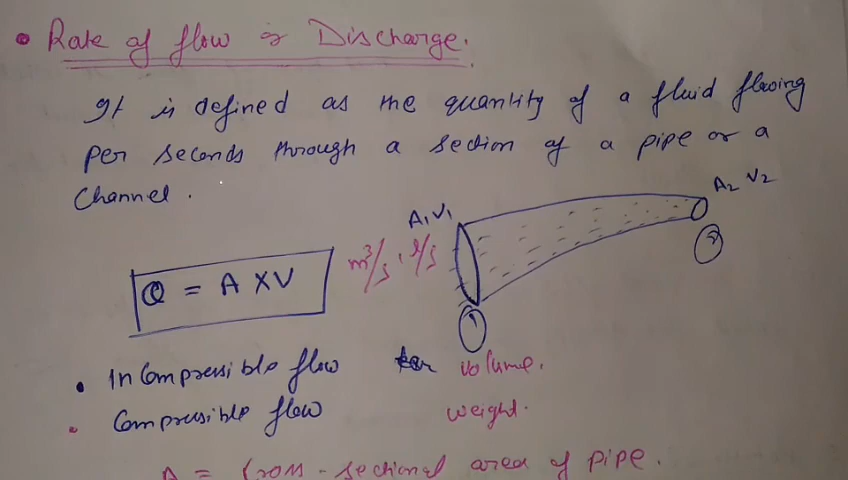 • Rate of flow or Discharge.
It is defined as the quantity of a fluid flowing
per seconds through a section of a pipe or a
Channel.
A₁V₁
A₂ V₂
Q = A X V
m³/s, l/s
1
2
• Incompressible flow volume.
• Compressible flow weight.
A = Cross-sectional area of pipe.